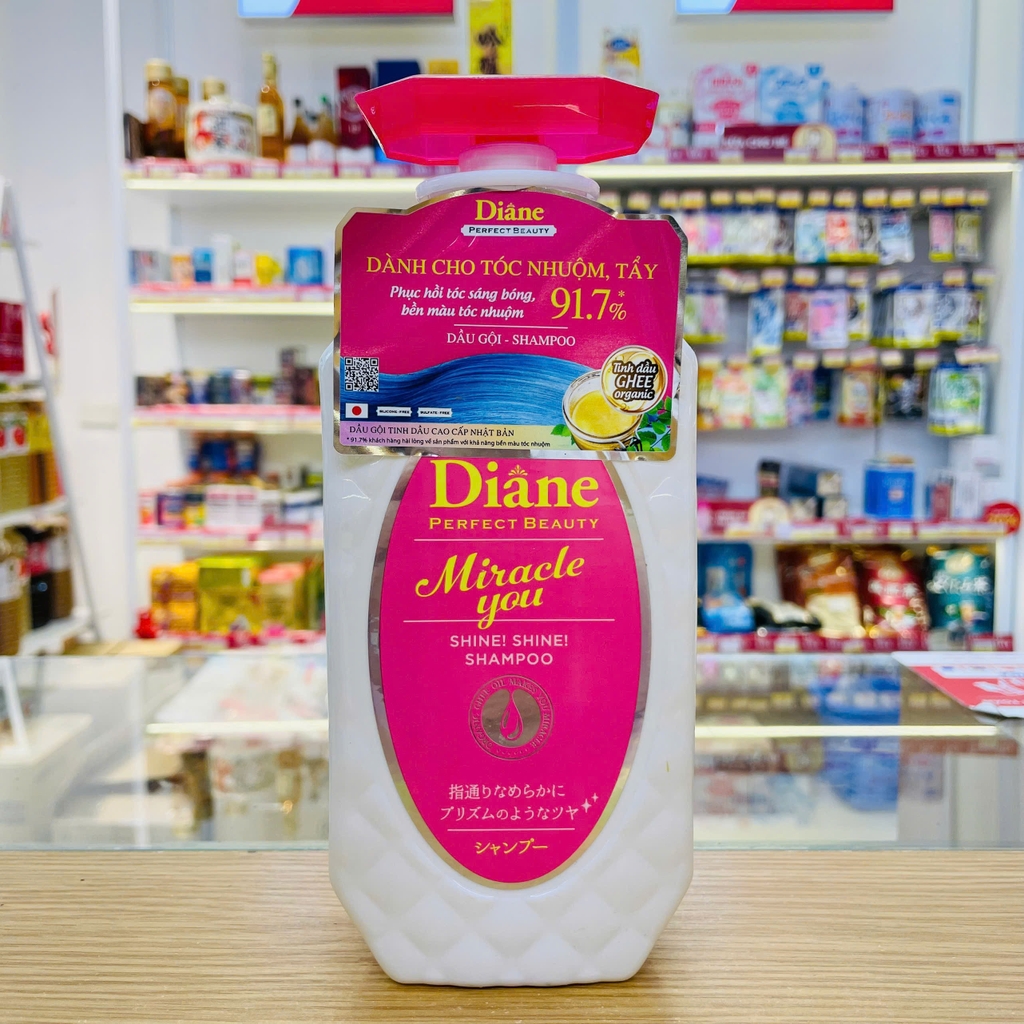 Diane
PERFECT BEAUTY
DÀNH CHO TÓC NHUỘM, TẨY
Phục hồi tóc sáng bóng,
bền màu tóc nhuộm
91.7%*
DẦU GỘI - SHAMPOO
Tinh dầu
GHEE
organic
SILICONE-FREE
SULFATE-FREE
DẦU GỘI TINH DẦU CAO CẤP NHẬT BẢN
* 91.7% khách hàng hài lòng về sản phẩm với khả năng bền màu tóc nhuộm
Diane
PERFECT BEAUTY
Miracle
you
SHINE! SHINE!
SHAMPOO
指通りなめらかに
プリズムのようなツヤ
シャンプー